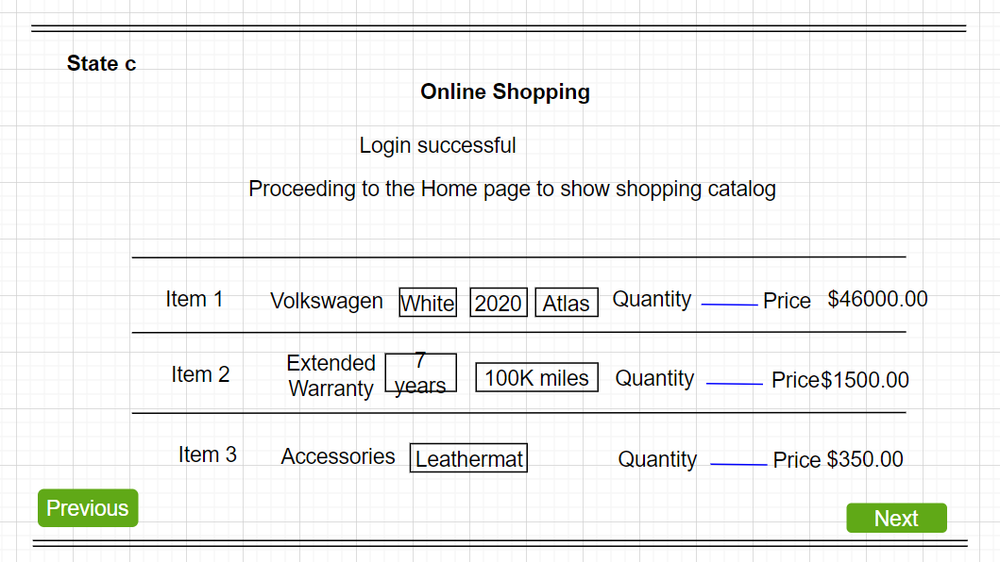 State c
Online Shopping
Login successful
Proceeding to the Home page to show shopping catalog
Item 1 Volkswagen White 2020 Atlas Quantity Price $46000.00
Item 2 Extended Warranty 7 years 100K miles Quantity Price$1500.00
Item 3 Accessories Leathermat Quantity Price $350.00
Previous
Next